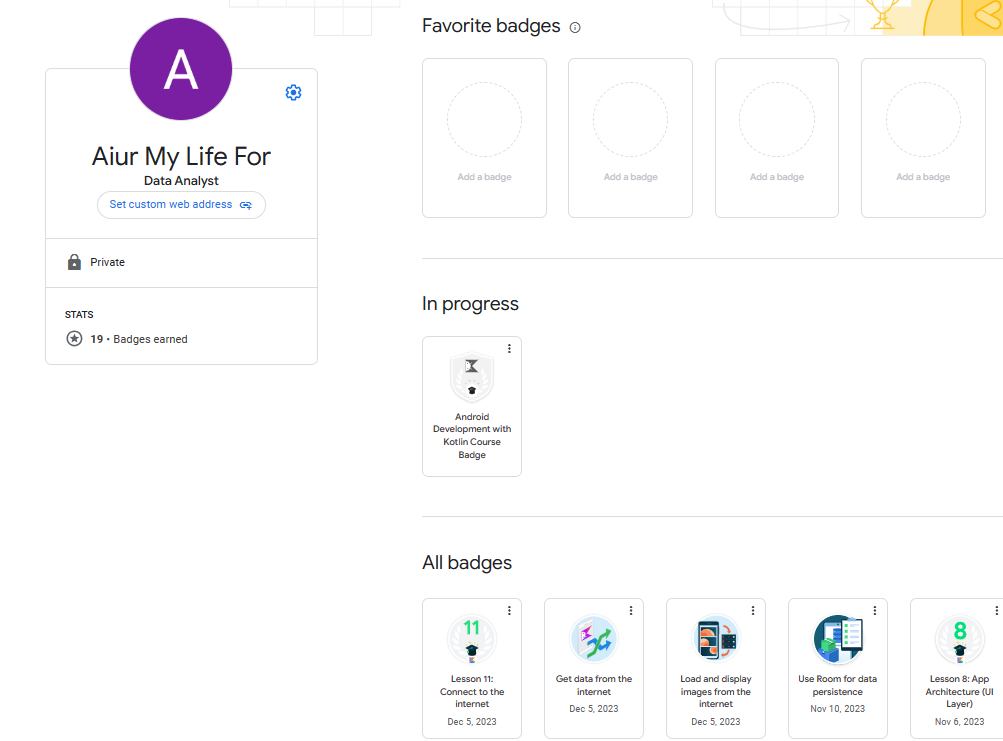 A
Aiur My Life For
Data Analyst
Set custom web address
Private
STATS
19 • Badges earned
Favorite badges
Add a badge
Add a badge
Add a badge
Add a badge
In progress
Android
Development with
Kotlin Course
Badge
All badges
11
Lesson 11:
Connect to the
internet
Dec 5, 2023
Get data from the
internet
Dec 5, 2023
Load and display
images from the
internet
Dec 5, 2023
Use Room for data
persistence
Nov 10, 2023
8
Lesson 8: App
Architecture (UI
Layer)
Nov 6, 2023